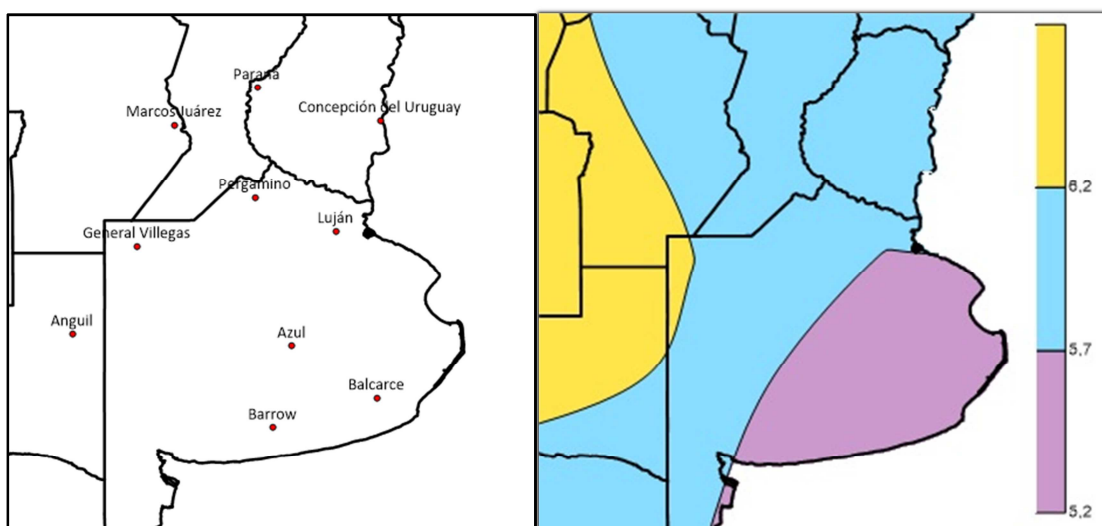 Paraná
Marcos Juárez
Concepción del Uruguay
Pergamino
Luján
General Villegas
Anguil
Azul
Balcarce
Barrow
6,2
5,7
5,2